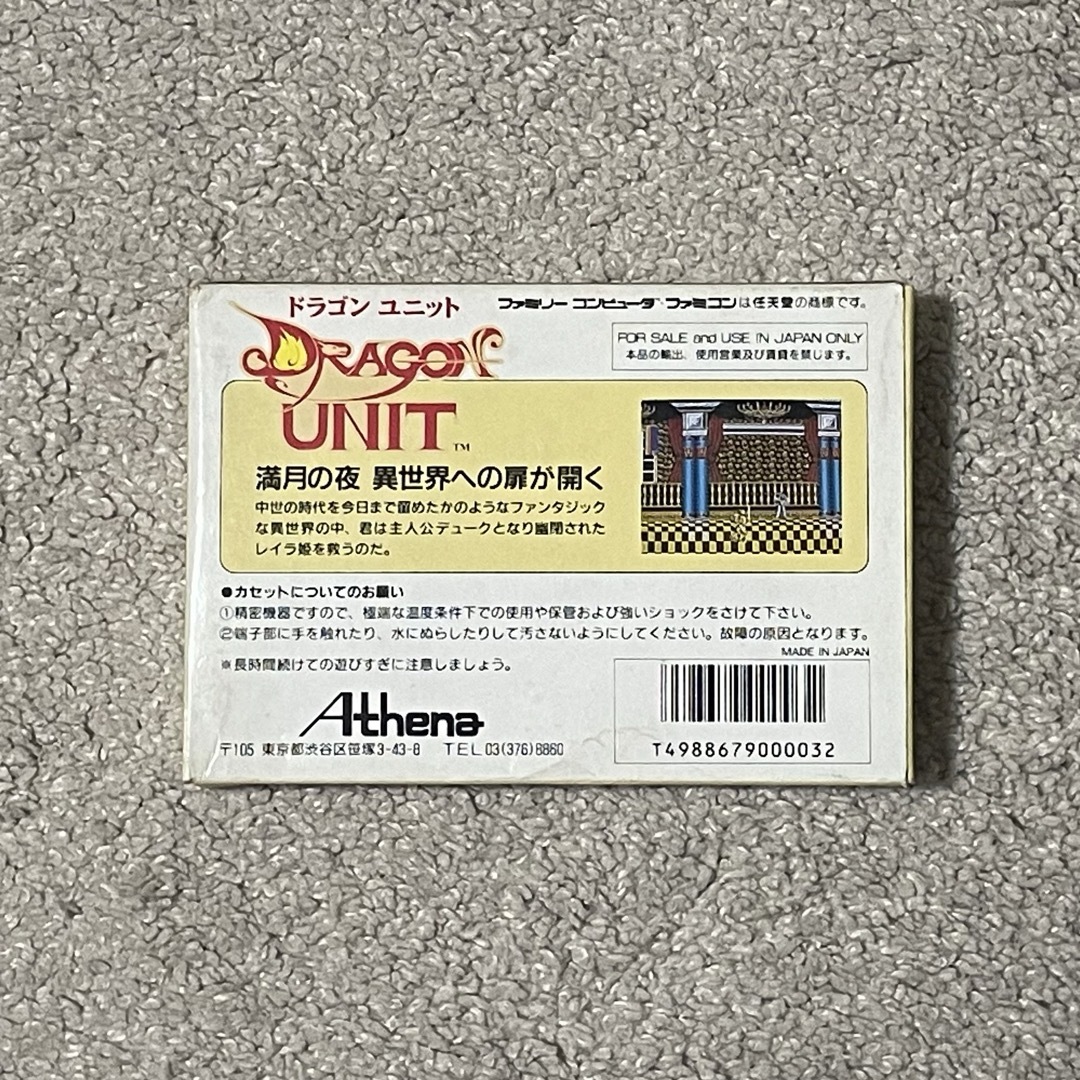 ドラゴン ユニット
ファミリーコンピュータ・ファミコンは任天堂の商標です。
FOR SALE and USE IN JAPAN ONLY
本品の輸出、使用営業及び賃貸を禁じます。
DRAGON
UNIT™
満月の夜 異世界への扉が開く
中世の時代を今日まで留めたかのようなファンタジック
な異世界の中、君は主人公デュークとなり幽閉された
レイラ姫を救うのだ。
●カセットについてのお願い
①精密機器ですので、極端な温度条件下での使用や保管および強いショックをさけて下さい。
②端子部に手を触れたり、水にぬらしたりして汚さないようにしてください。故障の原因となります。
MADE IN JAPAN
※長時間続けての遊びすぎに注意しましょう。
Athena
〒105 東京都渋谷区笹塚3-43-8 TEL 03(376)8860
T4988679000032